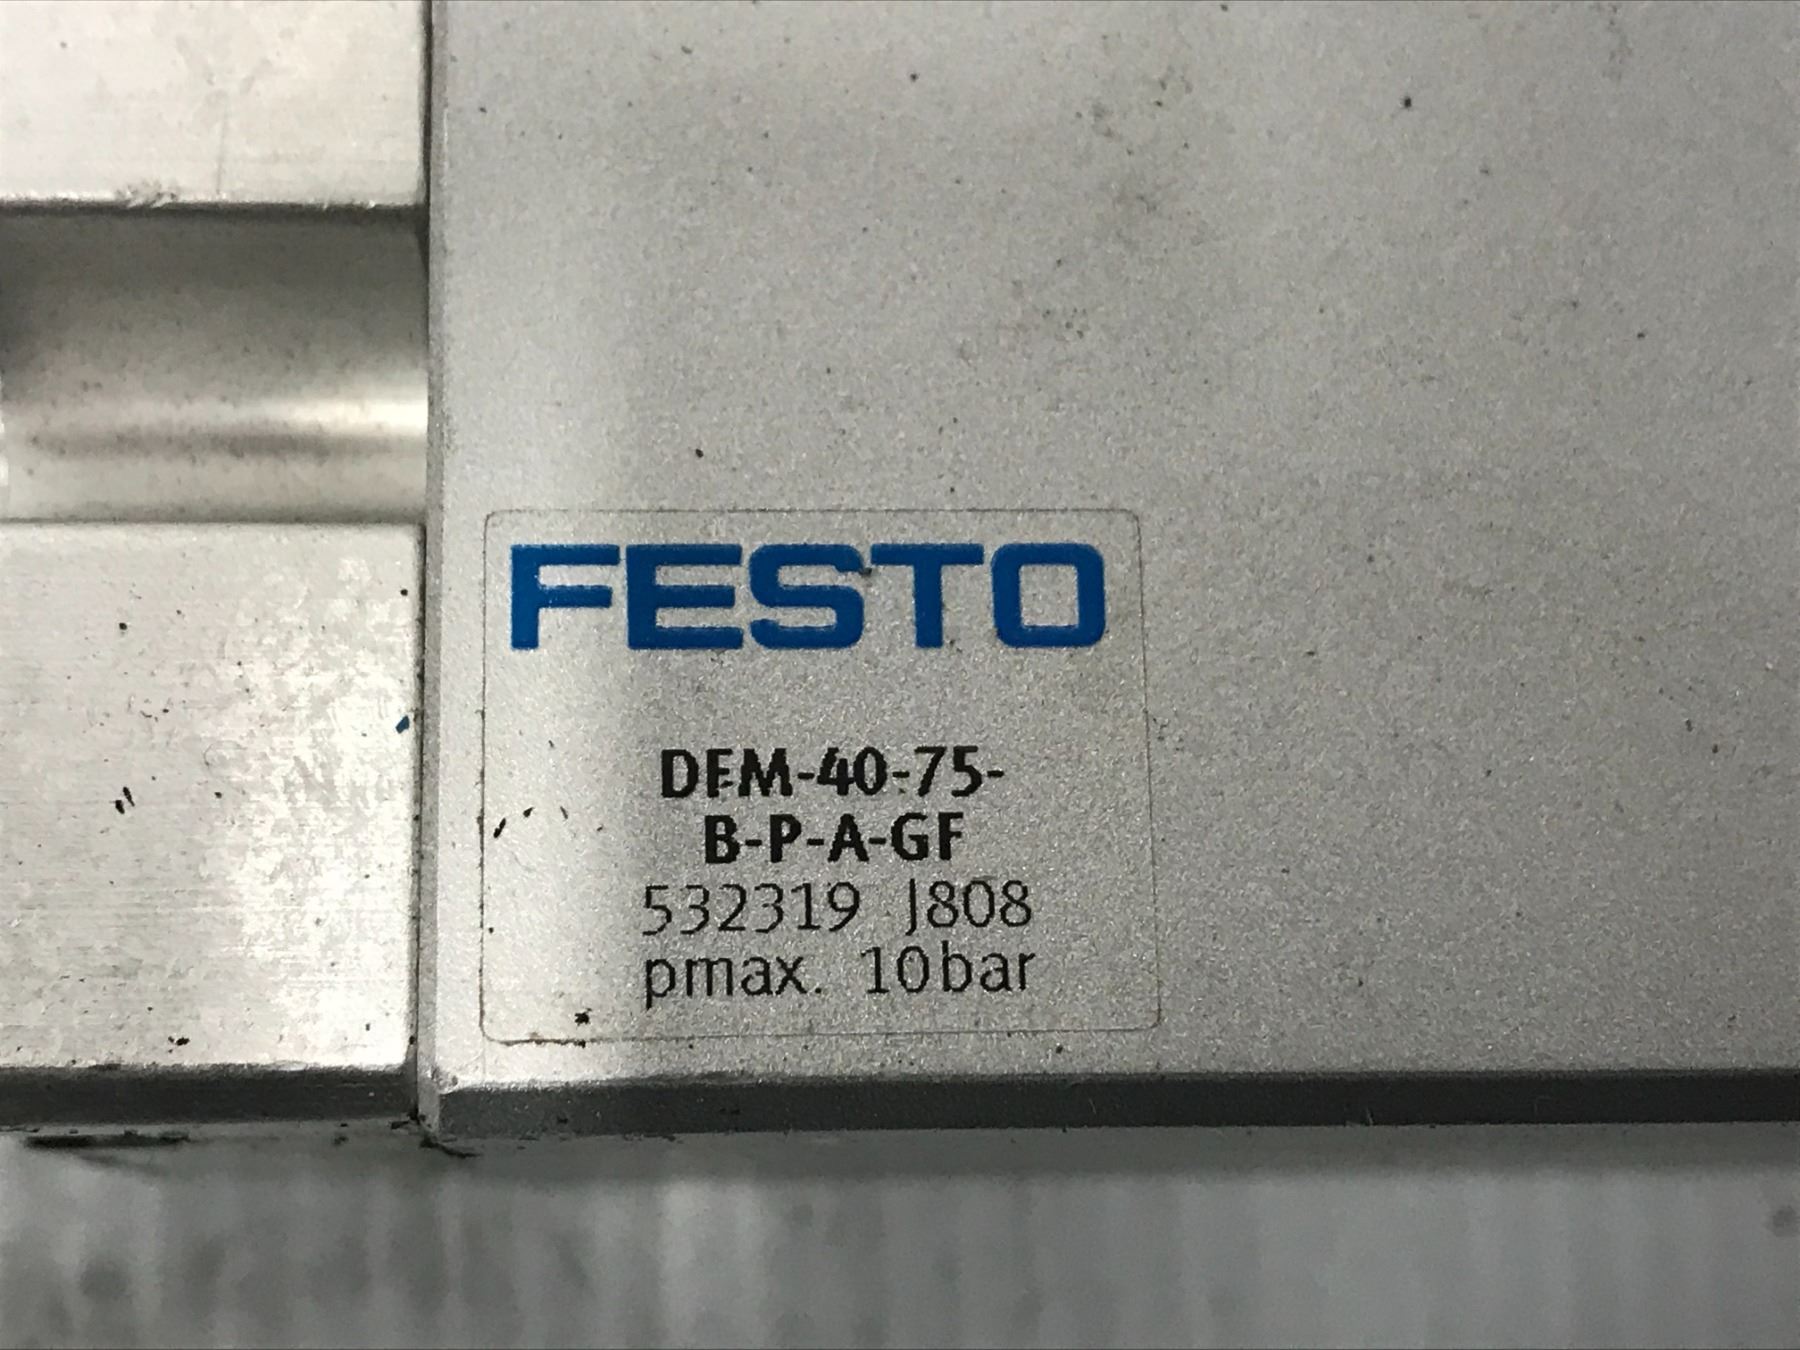 FESTO
DFM-40-75-
B-P-A-GF
532319 J808
pmax. 10bar